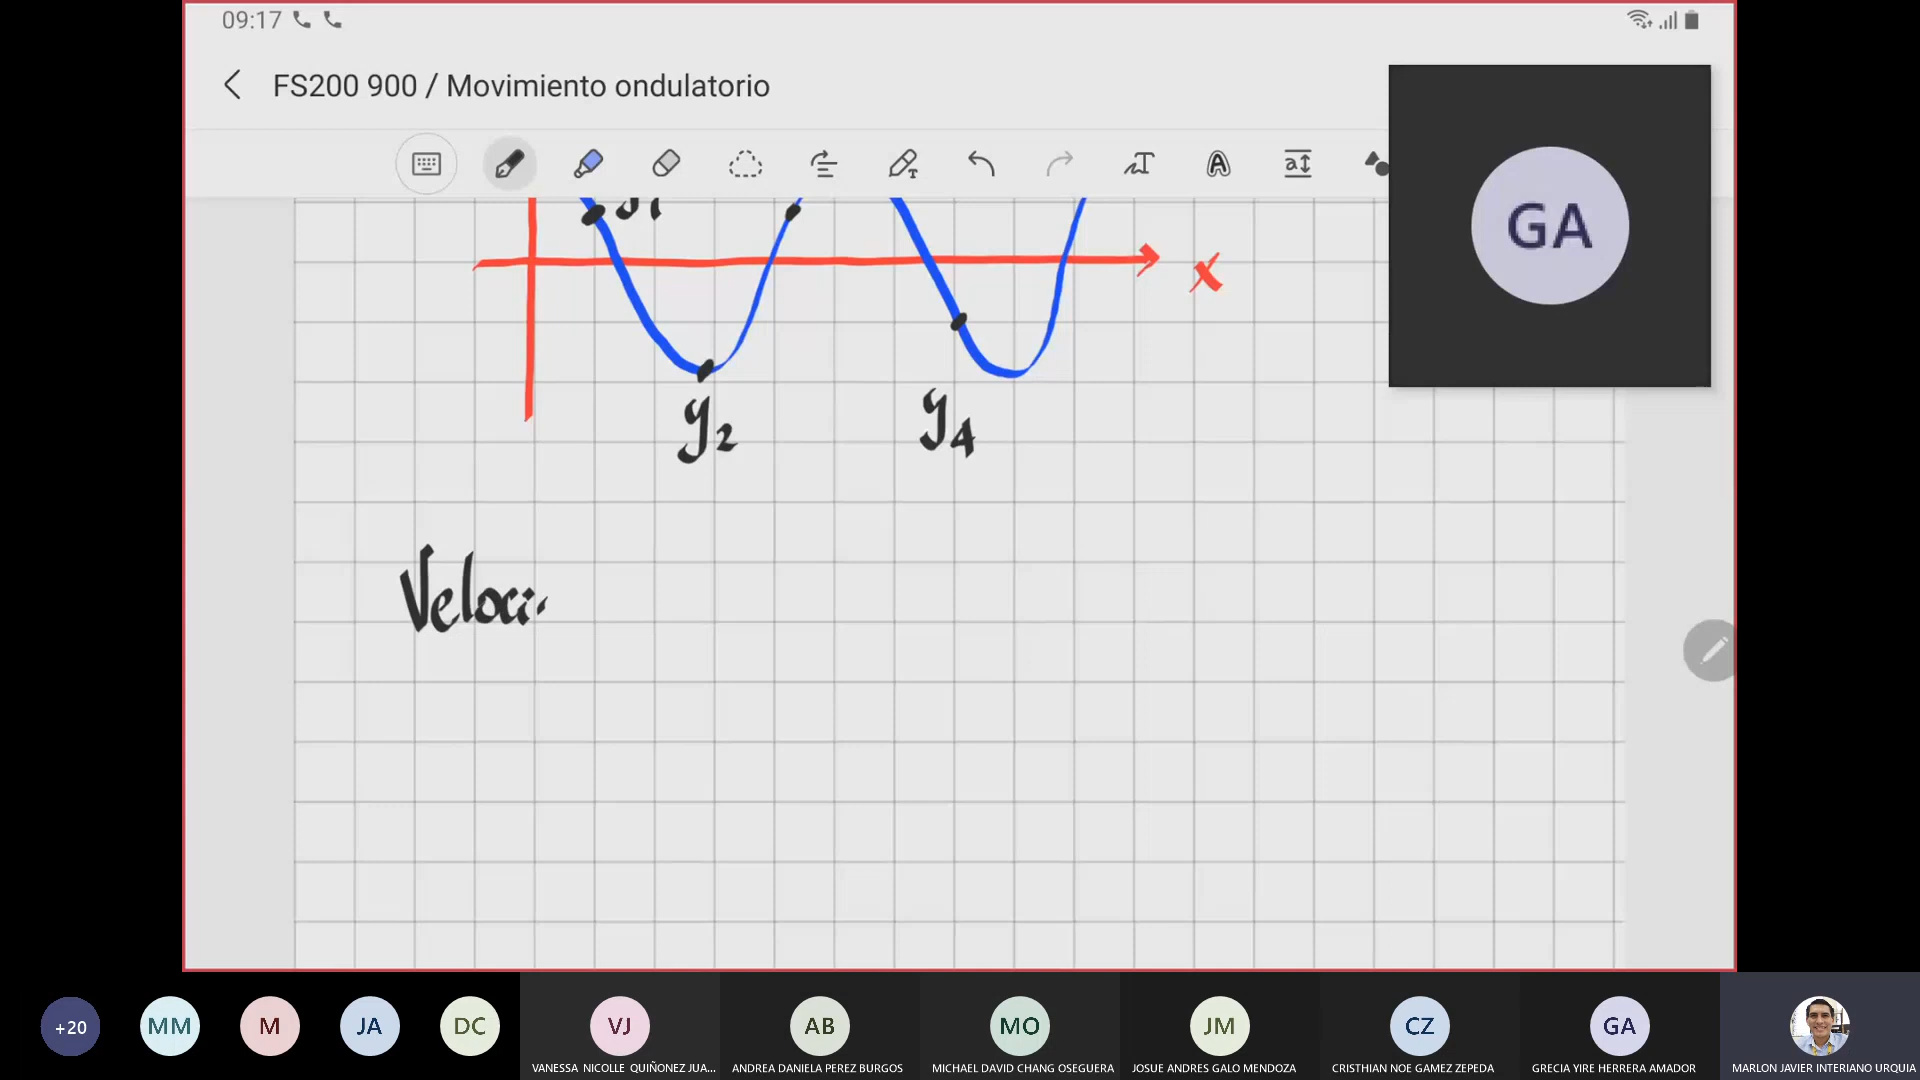 09:17
FS200 900 / Movimiento ondulatorio
GA
x
y2
y4
Veloci
+20
MM
M
JA
DC
VJ
AB
MO
JM
CZ
GA
VANESSA NICOLLE QUIÑONEZ JUA...
ANDREA DANIELA PEREZ BURGOS
MICHAEL DAVID CHANG OSEGUERA
JOSUE ANDRES GALO MENDOZA
CRISTHIAN NOE GAMEZ ZEPEDA
GRECIA YIRE HERRERA AMADOR
MARLON JAVIER INTERIANO URQUIA